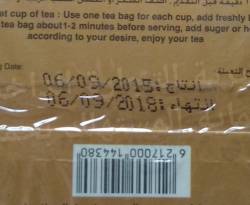 at cup of tea : Use one tea bag for each cup, add freshly
tea bag about1-2 minutes before serving, add suger or h
according to your desire, enjoy your tea
g Date:
انتاج: 06/09/2015
انتهاء: 06/09/2018
6 217000 144380